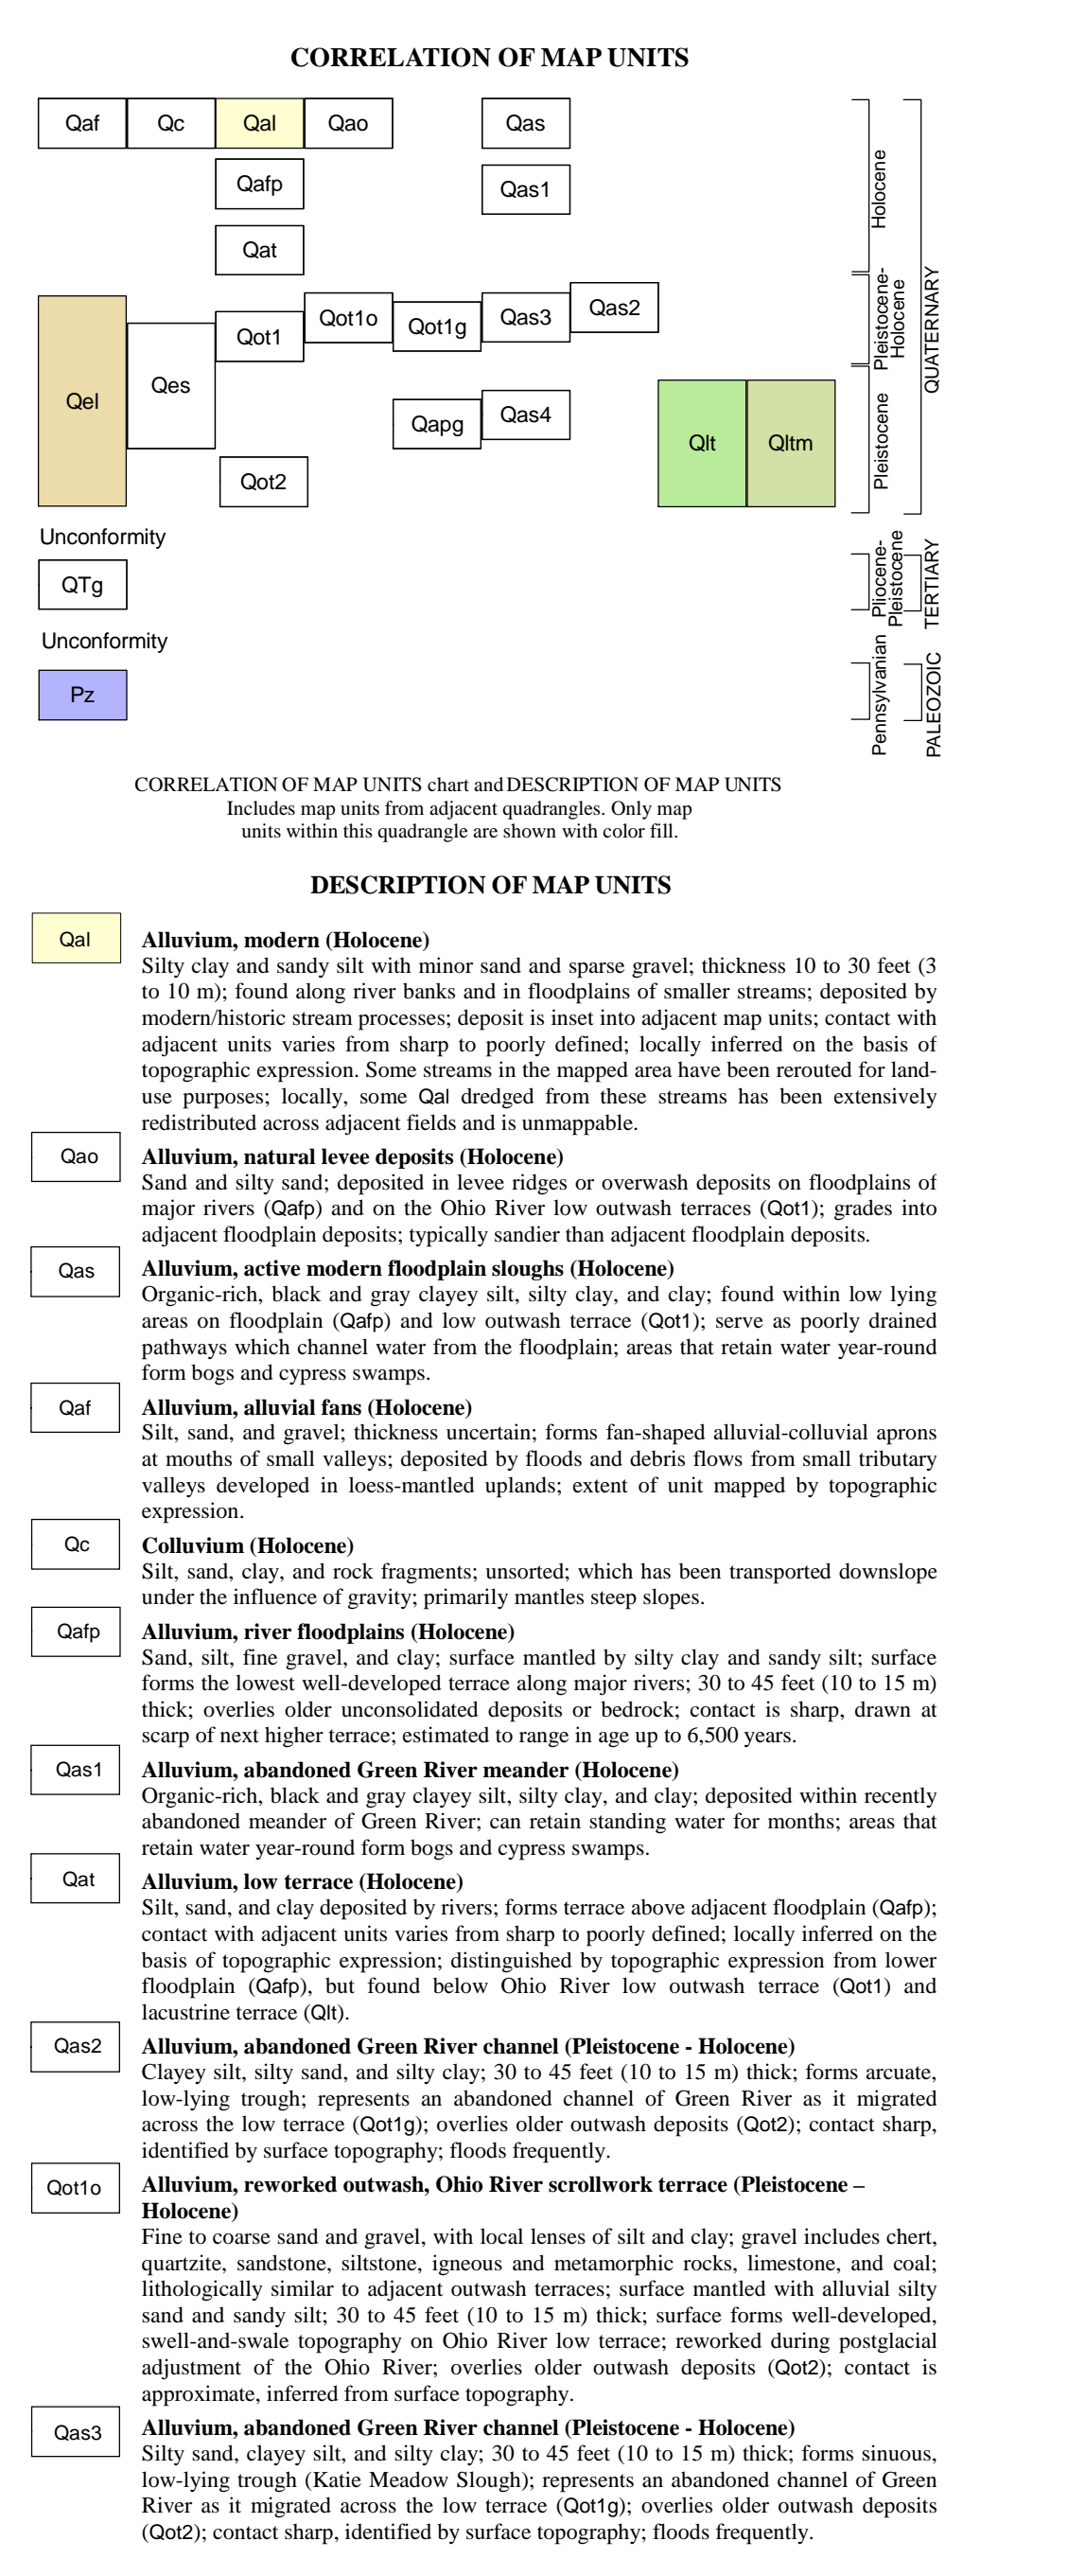 CORRELATION OF MAP UNITS
Qaf
Qc
Qal
Qao
Qas
Qafp
Qas1
Qat
Qel
Qes
Qot1
Qot1o
Qot1g
Qas3
Qas2
Qapg
Qas4
Qot2
Qlt
Qltm
Holocene
Pleistocene-
Holocene
Pleistocene
QUATERNARY
Unconformity
QTg
Pliocene-
Pleistocene
TERTIARY
Unconformity
Pz
Pennsylvanian
PALEOZOIC
CORRELATION OF MAP UNITS chart and DESCRIPTION OF MAP UNITS
Includes map units from adjacent quadrangles. Only map
units within this quadrangle are shown with color fill.
DESCRIPTION OF MAP UNITS
Qal
Alluvium, modern (Holocene)
Silty clay and sandy silt with minor sand and sparse gravel; thickness 10 to 30 feet (3
to 10 m); found along river banks and in floodplains of smaller streams; deposited by
modern/historic stream processes; deposit is inset into adjacent map units; contact with
adjacent units varies from sharp to poorly defined; locally inferred on the basis of
topographic expression. Some streams in the mapped area have been rerouted for land-
use purposes; locally, some Qal dredged from these streams has been extensively
redistributed across adjacent fields and is unmappable.
Qao
Alluvium, natural levee deposits (Holocene)
Sand and silty sand; deposited in levee ridges or overwash deposits on floodplains of
major rivers (Qafp) and on the Ohio River low outwash terraces (Qot1); grades into
adjacent floodplain deposits; typically sandier than adjacent floodplain deposits.
Qas
Alluvium, active modern floodplain sloughs (Holocene)
Organic-rich, black and gray clayey silt, silty clay, and clay; found within low lying
areas on floodplain (Qafp) and low outwash terrace (Qot1); serve as poorly drained
pathways which channel water from the floodplain; areas that retain water year-round
form bogs and cypress swamps.
Qaf
Alluvium, alluvial fans (Holocene)
Silt, sand, and gravel; thickness uncertain; forms fan-shaped alluvial-colluvial aprons
at mouths of small valleys; deposited by floods and debris flows from small tributary
valleys developed in loess-mantled uplands; extent of unit mapped by topographic
expression.
Qc
Colluvium (Holocene)
Silt, sand, clay, and rock fragments; unsorted; which has been transported downslope
under the influence of gravity; primarily mantles steep slopes.
Qafp
Alluvium, river floodplains (Holocene)
Sand, silt, fine gravel, and clay; surface mantled by silty clay and sandy silt; surface
forms the lowest well-developed terrace along major rivers; 30 to 45 feet (10 to 15 m)
thick; overlies older unconsolidated deposits or bedrock; contact is sharp, drawn at
scarp of next higher terrace; estimated to range in age up to 6,500 years.
Qas1
Alluvium, abandoned Green River meander (Holocene)
Organic-rich, black and gray clayey silt, silty clay, and clay; deposited within recently
abandoned meander of Green River; can retain standing water for months; areas that
retain water year-round form bogs and cypress swamps.
Qat
Alluvium, low terrace (Holocene)
Silt, sand, and clay deposited by rivers; forms terrace above adjacent floodplain (Qafp);
contact with adjacent units varies from sharp to poorly defined; locally inferred on the
basis of topographic expression; distinguished by topographic expression from lower
floodplain (Qafp), but found below Ohio River low outwash terrace (Qot1) and
lacustrine terrace (Qlt).
Qas2
Alluvium, abandoned Green River channel (Pleistocene - Holocene)
Clayey silt, silty sand, and silty clay; 30 to 45 feet (10 to 15 m) thick; forms arcuate,
low-lying trough; represents an abandoned channel of Green River as it migrated
across the low terrace (Qot1g); overlies older outwash deposits (Qot2); contact sharp,
identified by surface topography; floods frequently.
Qot1o
Alluvium, reworked outwash, Ohio River scrollwork terrace (Pleistocene –
Holocene)
Fine to coarse sand and gravel, with local lenses of silt and clay; gravel includes chert,
quartzite, sandstone, siltstone, igneous and metamorphic rocks, limestone, and coal;
lithologically similar to adjacent outwash terraces; surface mantled with alluvial silty
sand and sandy silt; 30 to 45 feet (10 to 15 m) thick; surface forms well-developed,
swell-and-swale topography on Ohio River low terrace; reworked during postglacial
adjustment of the Ohio River; overlies older outwash deposits (Qot2); contact is
approximate, inferred from surface topography.
Qas3
Alluvium, abandoned Green River channel (Pleistocene - Holocene)
Silty sand, clayey silt, and silty clay; 30 to 45 feet (10 to 15 m) thick; forms sinuous,
low-lying trough (Katie Meadow Slough); represents an abandoned channel of Green
River as it migrated across the low terrace (Qot1g); overlies older outwash deposits
(Qot2); contact sharp, identified by surface topography; floods frequently.